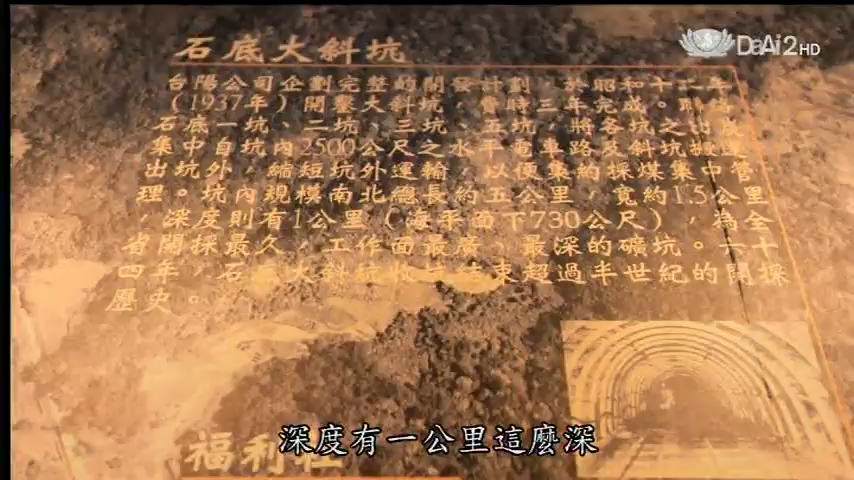 DaAi2HD
石底大斜坑
台陽公司企劃完整的開發計劃，於昭和十二年
（1937年）開鑿大斜坑，費時三年完成。聯絡
石底一坑、二坑、三坑、五坑，將各坑之出炭
集中自坑內2500公尺之水平電車路及斜坑搬運
出坑外，縮短坑外運輸，以便集約採煤集中管
理。坑內規模南北總長約五公里，寬約1.5公里
，深度則有1公里（海平面下730公尺），為全
省開採最久，工作面最廣、最深的礦坑。六十
四年，石底大斜坑收坑結束超過半世紀的開採
歷史。
福利社
深度有一公里這麼深